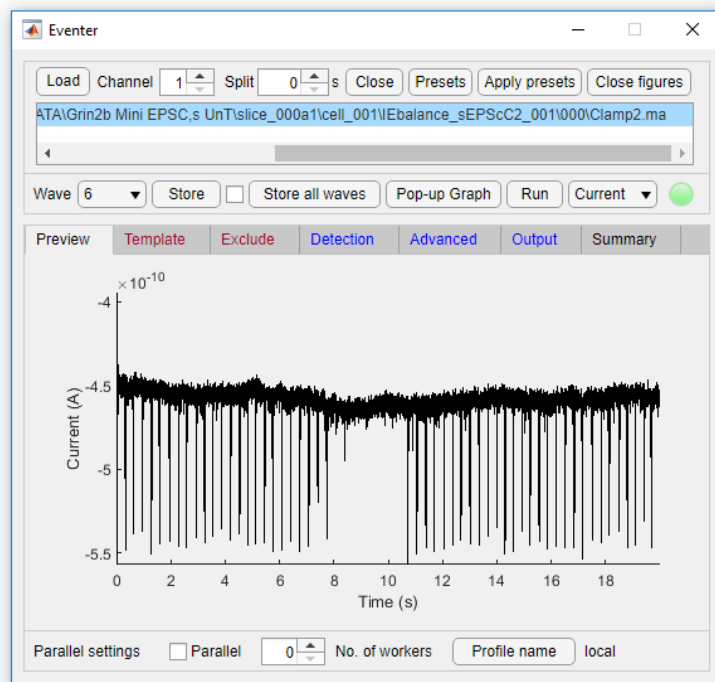 Eventer
Load Channel 1 Split 0 s Close Presets Apply presets Close figures
ATA\Grin2b Mini EPSC,s UnT\slice_000a1\cell_001\IEbalance_sEPScC2_001\000\Clamp2.ma
Wave 6 Store Store all waves Pop-up Graph Run Current
Preview Template Exclude Detection Advanced Output Summary
×10-10
-4
-4.5
-5
-5.5
Current (A)
0 2 4 6 8 10 12 14 16 18
Time (s)
Parallel settings Parallel 0 No. of workers Profile name local